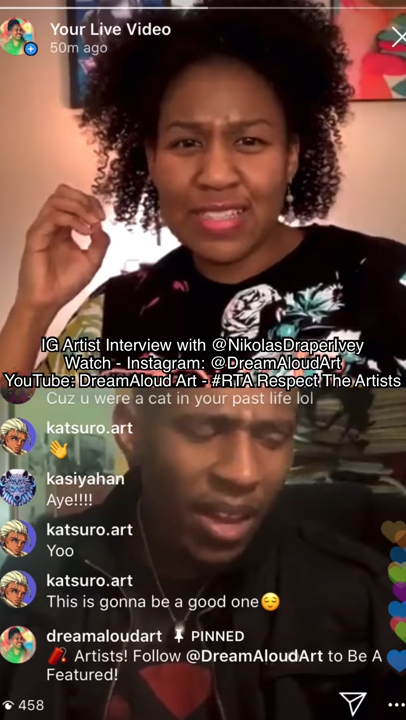 Your Live Video
50m ago
IG Artist Interview with @NikolasDraperIvey
Watch - Instagram: @DreamAloudArt
YouTube: DreamAloud Art - #RTA Respect The Artists
Cuz u were a cat in your past life lol
katsuro.art
👋
kasiyahan
Aye!!!!
katsuro.art
Yoo
katsuro.art
This is gonna be a good one😌
dreamaloudart 📌 PINNED
🧨 Artists! Follow @DreamAloudArt to Be A
Featured!
458